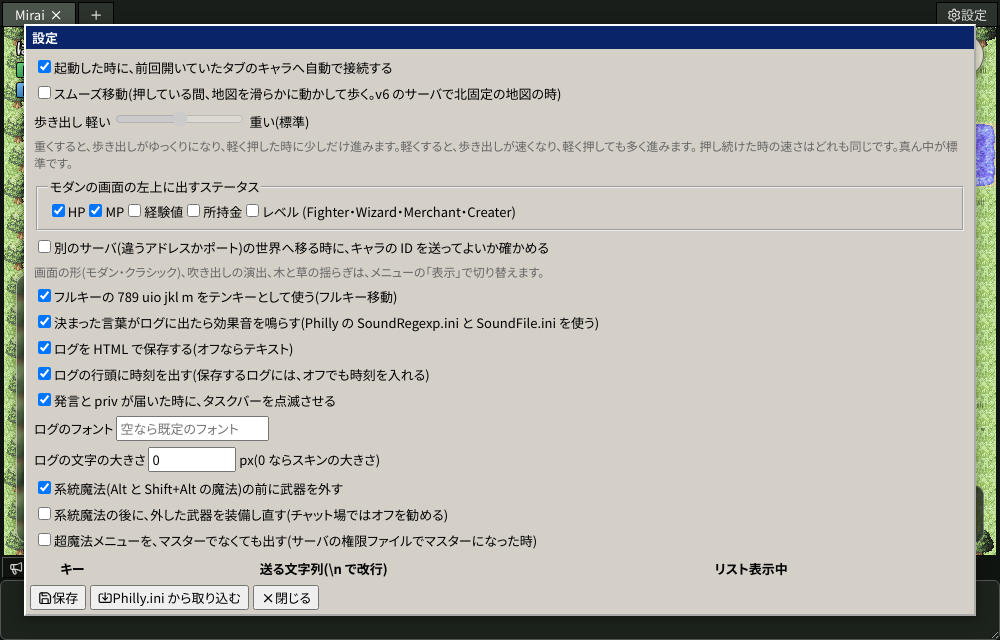 Mirai ✕
＋
設定
設定
起動した時に、前回開いていたタブのキャラへ自動で接続する
スムーズ移動(押している間、地図を滑らかに動かして歩く。v6 のサーバで北固定の地図の時)
歩き出し 軽い 重い(標準)
重くすると、歩き出しがゆっくりになり、軽く押した時に少しだけ進みます。軽くすると、歩き出しが速くなり、軽く押しても多く進みます。 押し続けた時の速さはどれも同じです。真ん中が標
準です。
モダンの画面の左上に出すステータス
HP MP 経験値 所持金 レベル (Fighter・Wizard・Merchant・Creater)
別のサーバ(違うアドレスかポート)の世界へ移る時に、キャラの ID を送ってよいか確かめる
画面の形(モダン・クラシック)、吹き出しの演出、木と草の揺らぎは、メニューの「表示」で切り替えます。
フルキーの 789 uio jkl m をテンキーとして使う(フルキー移動)
決まった言葉がログに出たら効果音を鳴らす(Philly の SoundRegexp.ini と SoundFile.ini を使う)
ログを HTML で保存する(オフならテキスト)
ログの行頭に時刻を出す(保存するログには、オフでも時刻を入れる)
発言と priv が届いた時に、タスクバーを点滅させる
ログのフォント 空なら既定のフォント
ログの文字の大きさ 0 px(0 ならスキンの大きさ)
系統魔法(Alt と Shift+Alt の魔法)の前に武器を外す
系統魔法の後に、外した武器を装備し直す(チャット場ではオフを勧める)
超魔法メニューを、マスターでなくても出す(サーバの権限ファイルでマスターになった時)
キー 送る文字列(\n で改行) リスト表示中
保存 Philly.ini から取り込む ✕閉じる